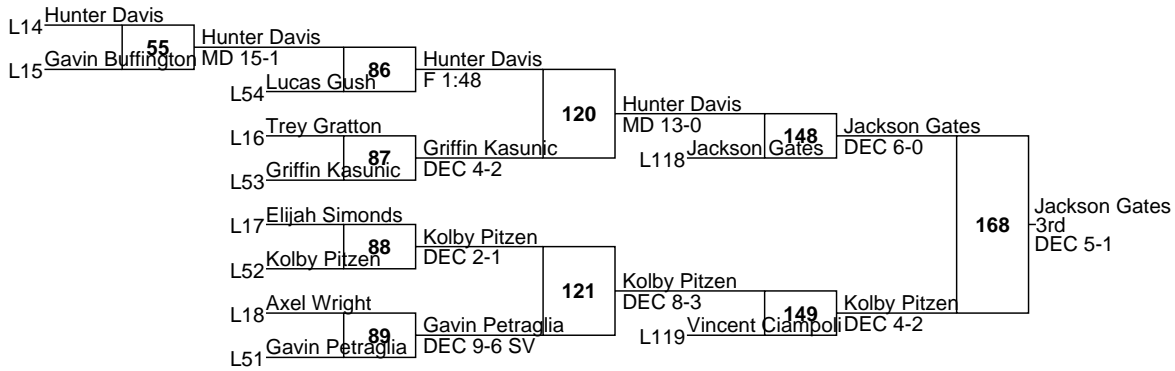 Hunter Davis
L14
55
Gavin Buffington
L15
Hunter Davis
MD 15-1
86
Lucas Gush
L54
Hunter Davis
F 1:48
L16
Trey Gratton
87
Griffin Kasunic
L53
Griffin Kasunic
DEC 4-2
120
Hunter Davis
MD 13-0
148
Jackson Gates
L118
Jackson Gates
DEC 6-0
L17
Elijah Simonds
88
Kolby Pitzen
L52
Kolby Pitzen
DEC 2-1
L18
Axel Wright
89
Gavin Petraglia
L51
Gavin Petraglia
DEC 9-6 SV
121
Kolby Pitzen
DEC 8-3
149
Vincent Ciampoli
L119
Kolby Pitzen
DEC 4-2
168
Jackson Gates
3rd
DEC 5-1